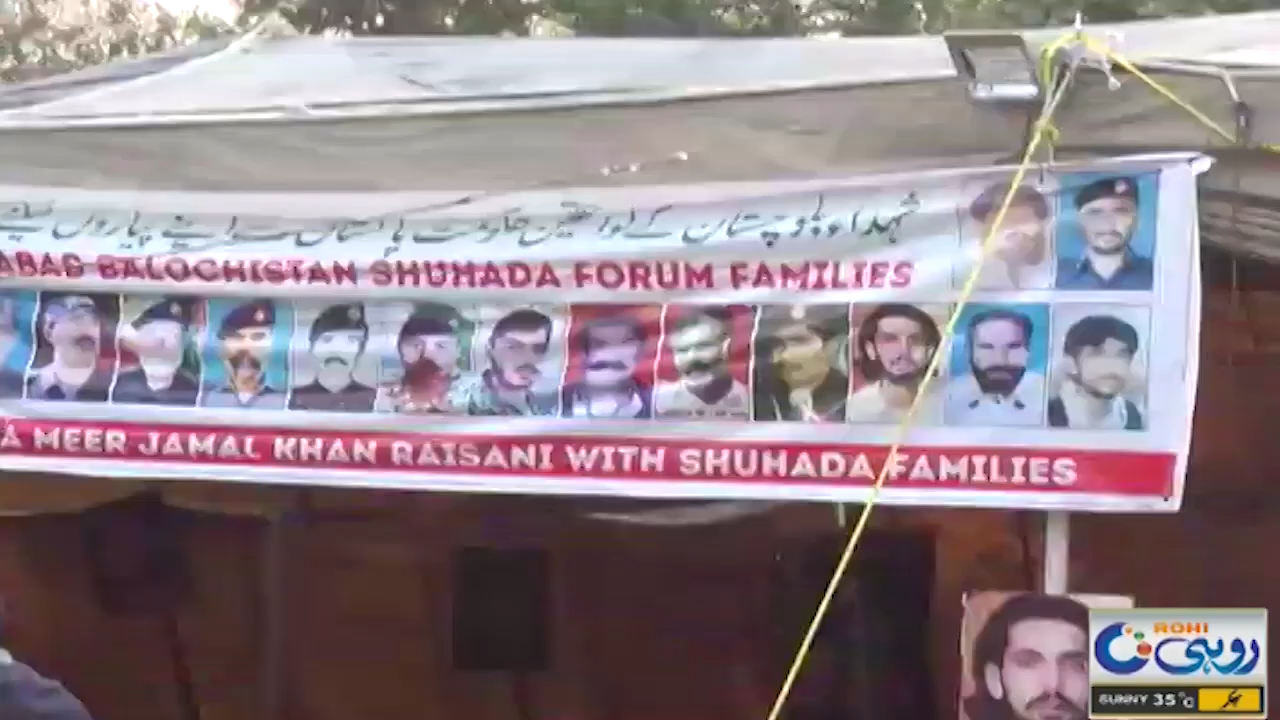 شہداء بلوچستان کے لواحقین حکومت پاکستان سے اپنے پیاروں کیلئے
ABAD BALOCHISTAN SHUHADA FORUM FAMILIES
A MEER JAMAL KHAN RAISANI WITH SHUHADA FAMILIES
ROHI
روہی
SUNNY 35°C